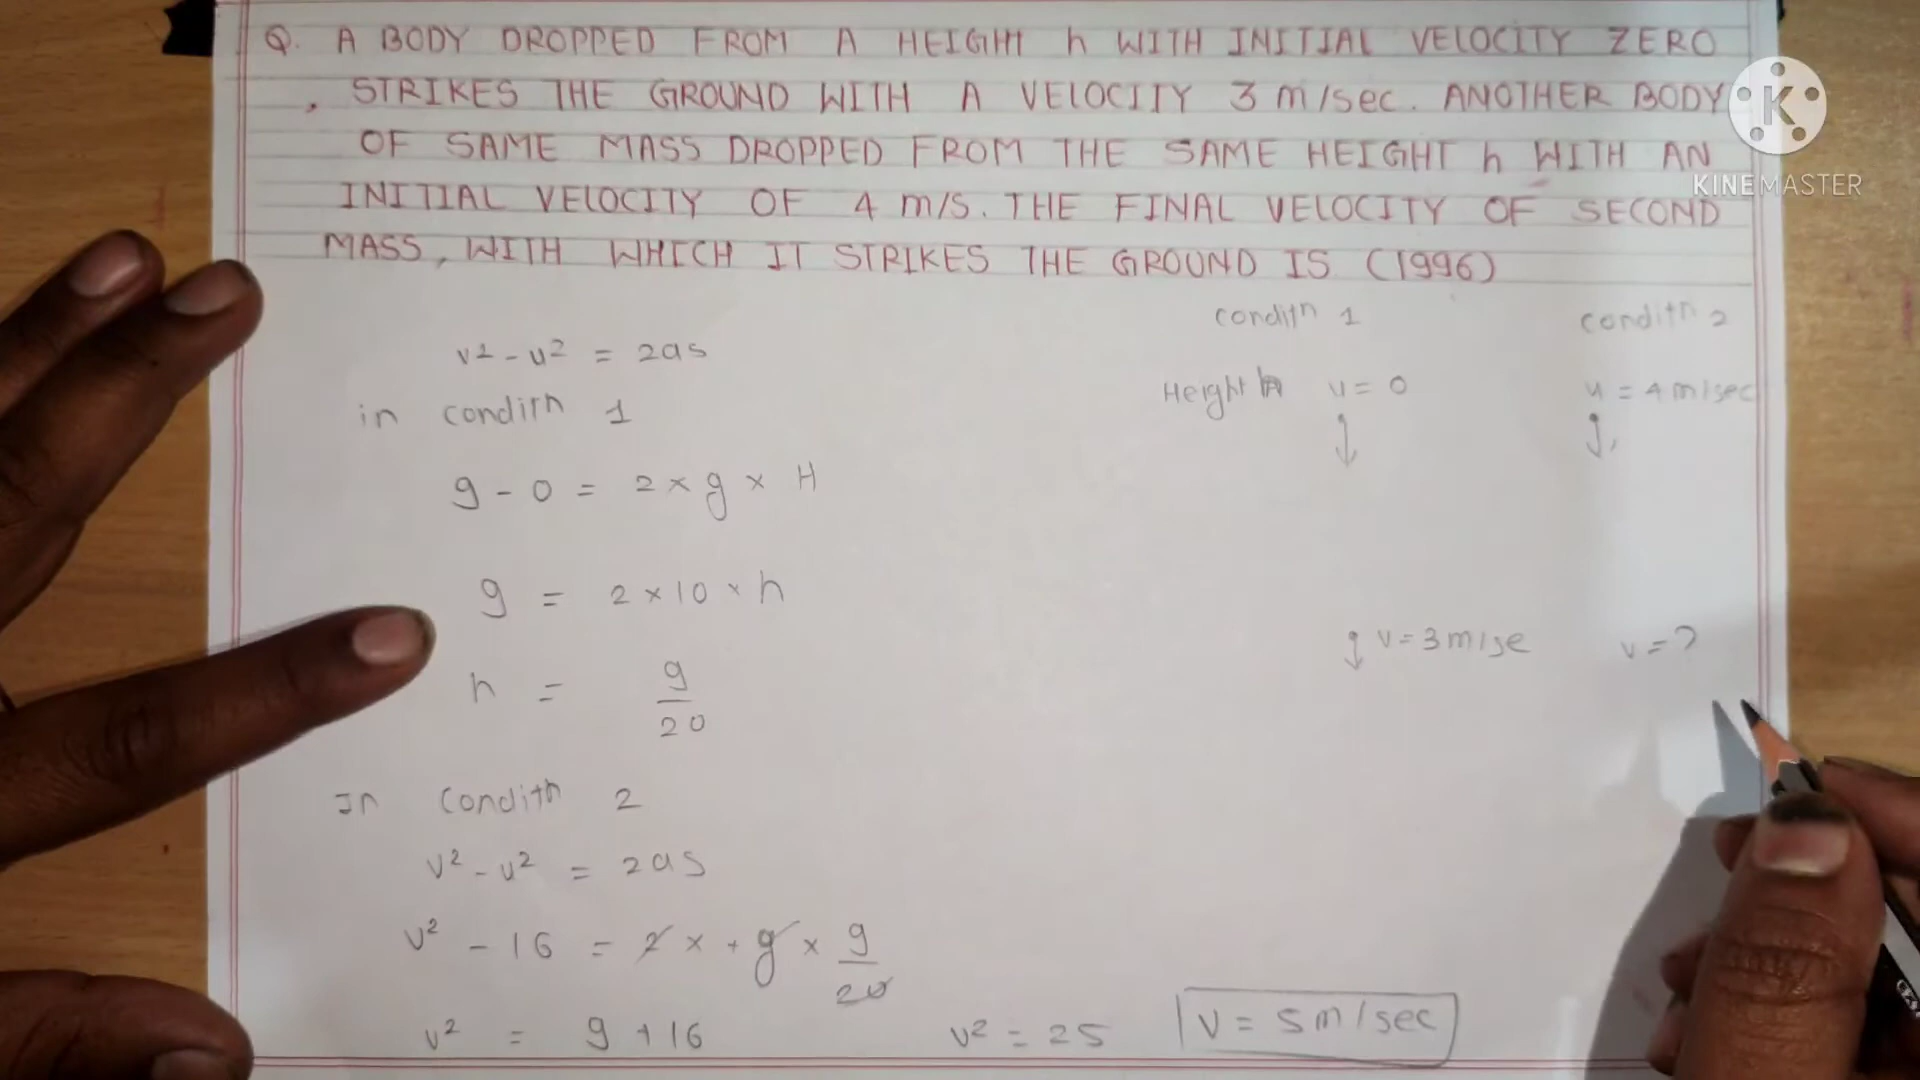 Q. A BODY DROPPED FROM A HEIGHT h WITH INITIAL VELOCITY ZERO
, STRIKES THE GROUND WITH A VELOCITY 3 m/sec. ANOTHER BODY
OF SAME MASS DROPPED FROM THE SAME HEIGHT h WITH AN
INITIAL VELOCITY OF 4 m/s. THE FINAL VELOCITY OF SECOND
MASS, WITH WHICH IT STRIKES THE GROUND IS (1996)
KINEMASTER
condith 1 condith 2
v² - u² = 2as
Height h u = 0 u = 4 m/sec
in condith 1
9 - 0 = 2 × g × H
9 = 2 × 10 × h
v = 3 m/se v = ?
h = 9/20
In condith 2
v² - u² = 2as
v² - 16 = 2 × + g × 9/20
v² = 9 + 16 v² = 25 v = 5 m/sec